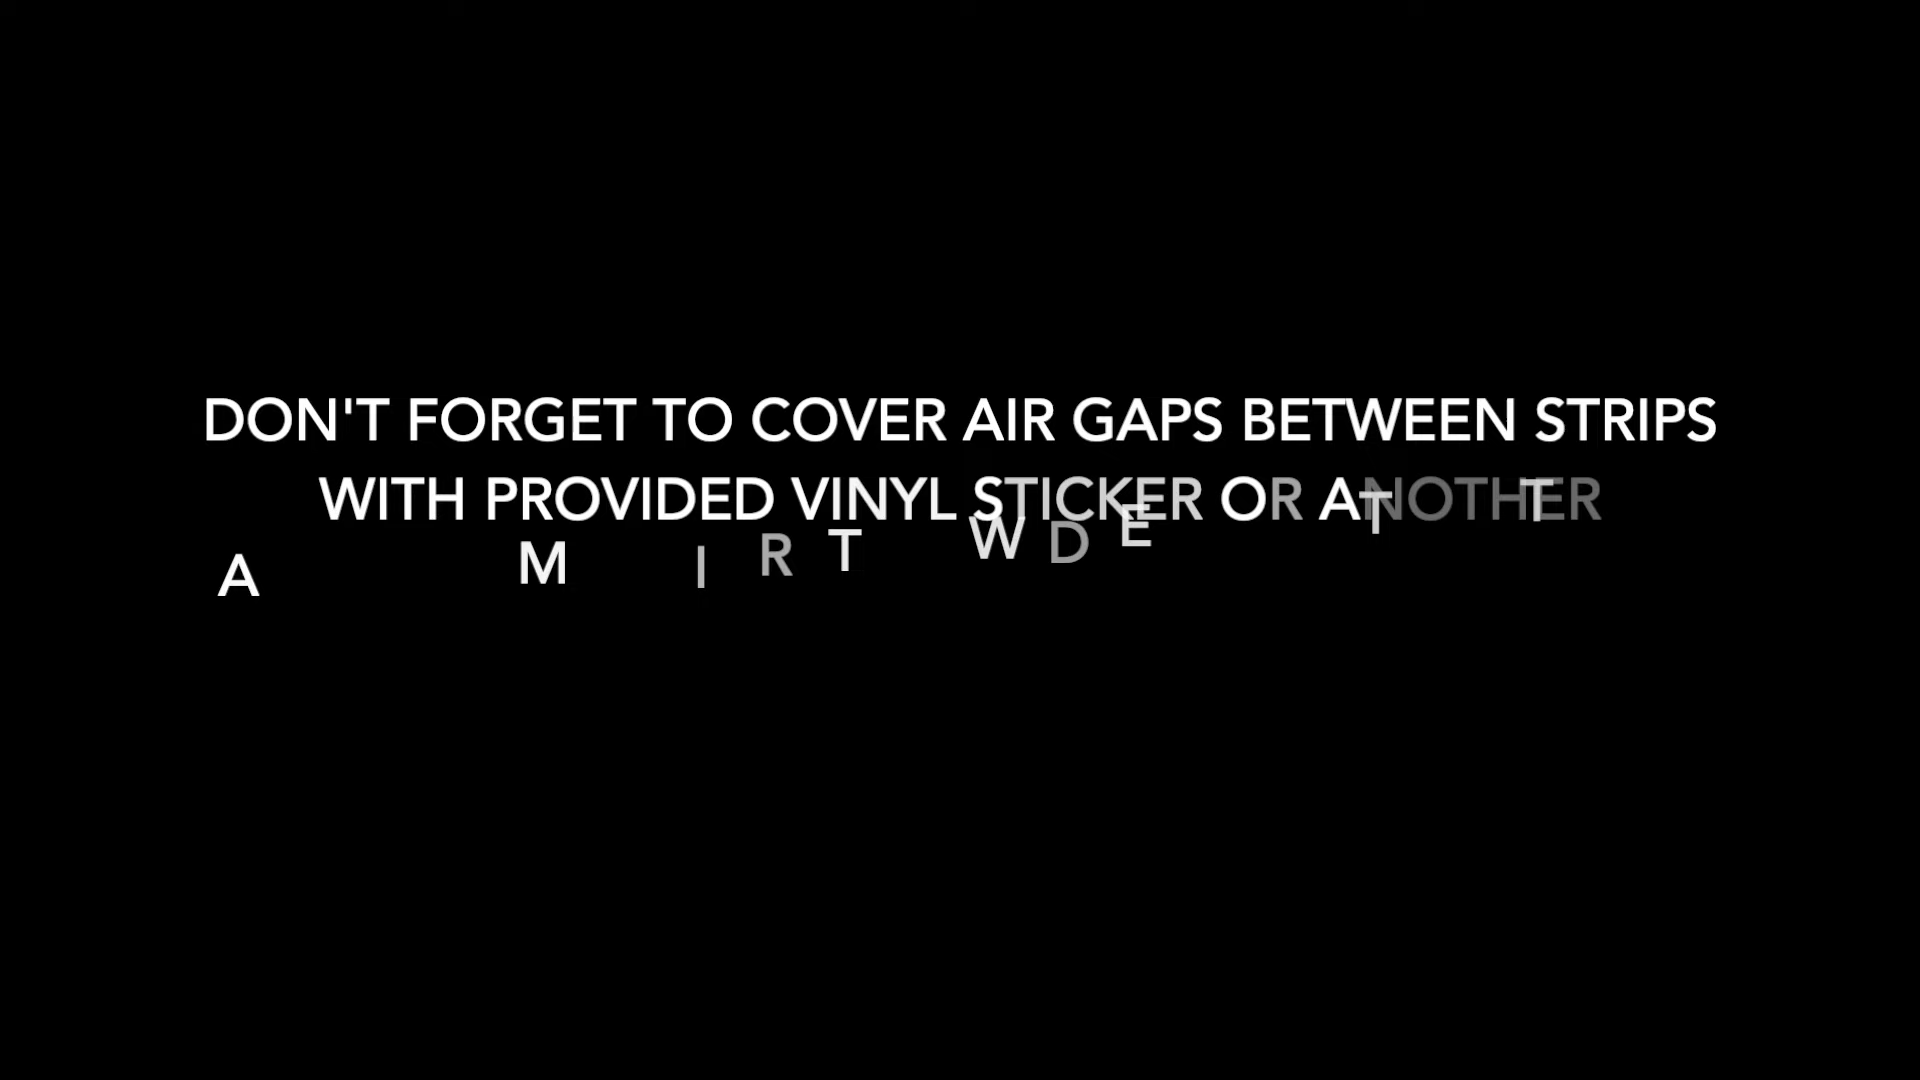 DON'T FORGET TO COVER AIR GAPS BETWEEN STRIPS
WITH PROVIDED VINYL STICKER OR ANOTHER